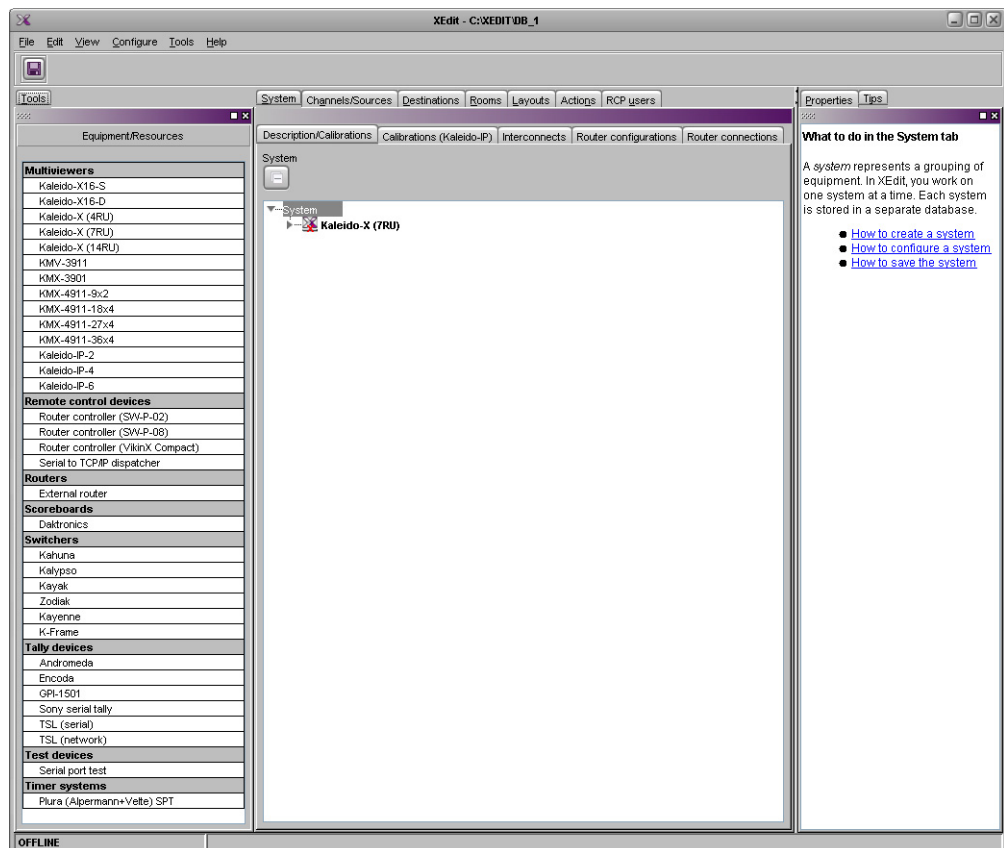 XEdit - C:\XEDIT\DB_1
File Edit View Configure Tools Help
Tools
Equipment/Resources
Multiviewers
Kaleido-X16-S
Kaleido-X16-D
Kaleido-X (4RU)
Kaleido-X (7RU)
Kaleido-X (14RU)
KMV-3911
KMX-3901
KMX-4911-9x2
KMX-4911-18x4
KMX-4911-27x4
KMX-4911-36x4
Kaleido-IP-2
Kaleido-IP-4
Kaleido-IP-6
Remote control devices
Router controller (SW-P-02)
Router controller (SW-P-08)
Router controller (VikinX Compact)
Serial to TCP/IP dispatcher
Routers
External router
Scoreboards
Daktronics
Switchers
Kahuna
Kalypso
Kayak
Zodiak
Kayenne
K-Frame
Tally devices
Andromeda
Encoda
GPI-1501
Sony serial tally
TSL (serial)
TSL (network)
Test devices
Serial port test
Timer systems
Plura (Alpermann+Velte) SPT
System Channels/Sources Destinations Rooms Layouts Actions RCP users
Description/Calibrations Calibrations (Kaleido-IP) Interconnects Router configurations Router connections
System
System
Kaleido-X (7RU)
Properties Tips
What to do in the System tab
A system represents a grouping of
equipment. In XEdit, you work on
one system at a time. Each system
is stored in a separate database.
How to create a system
How to configure a system
How to save the system
OFFLINE